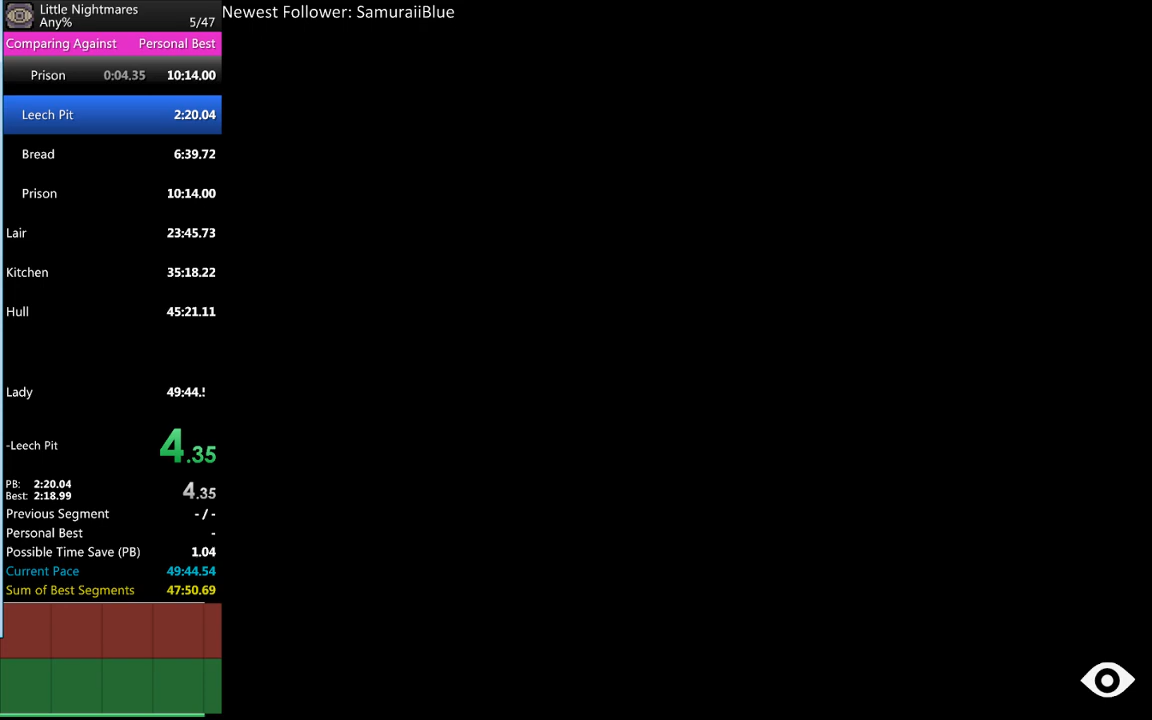 Little Nightmares
Any% 5/47
Newest Follower: SamuraiiBlue
Comparing Against Personal Best
Prison 0:04.35 10:14.00
Leech Pit 2:20.04
Bread 6:39.72
Prison 10:14.00
Lair 23:45.73
Kitchen 35:18.22
Hull 45:21.11
Lady 49:44.!
-Leech Pit 4.35
PB: 2:20.04
Best: 2:18.99 4.35
Previous Segment - / -
Personal Best -
Possible Time Save (PB) 1.04
Current Pace 49:44.54
Sum of Best Segments 47:50.69